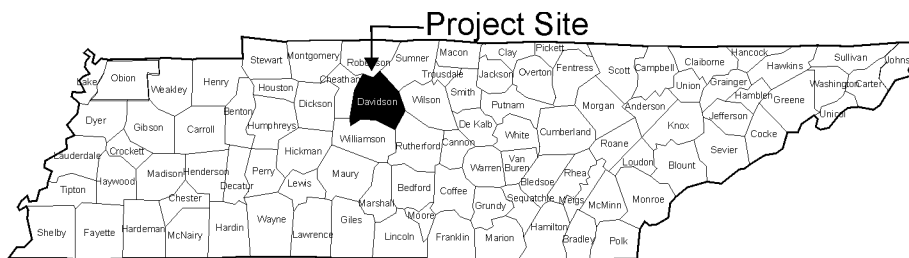 Project Site
Stewart
Montgomery
Robertson
Sumner
Macon
Clay
Pickett
Fentress
Scott
Campbell
Claiborne
Hancock
Hawkins
Sullivan
Johns
Lake
Obion
Weakley
Henry
Houston
Cheatham
Trousdale
Jackson
Overton
Union
Grainger
Hamblen
Greene
Washington
Carter
Unicoi
Dickson
Davidson
Wilson
Smith
Putnam
Morgan
Anderson
Jefferson
Dyer
Gibson
Carroll
Benton
Humphreys
Williamson
Rutherford
De Kalb
Cannon
White
Cumberland
Roane
Knox
Sevier
Cocke
Lauderdale
Crockett
Haywood
Madison
Henderson
Decatur
Perry
Hickman
Lewis
Maury
Bedford
Coffee
Warren
Van
Buren
Bledsoe
Rhea
Loudon
Blount
Tipton
Chester
Marshall
Moore
Grundy
Sequatchie
Meigs
McMinn
Monroe
Shelby
Fayette
Hardeman
McNairy
Hardin
Wayne
Lawrence
Giles
Lincoln
Franklin
Marion
Hamilton
Bradley
Polk